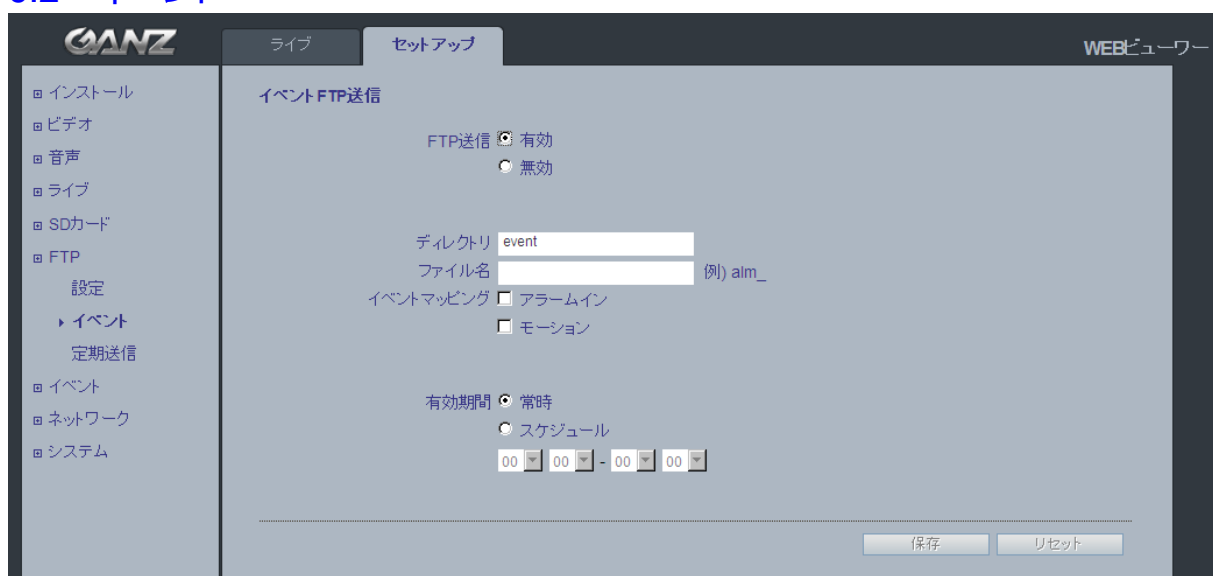 GANZ
ライブ
セットアップ
WEBビューワー
インストール
ビデオ
音声
ライブ
SDカード
FTP
設定
イベント
定期送信
イベント
ネットワーク
システム
イベントFTP送信
FTP送信 有効
無効
ディレクトリ event
ファイル名 例) alm_
イベントマッピング アラームイン
モーション
有効期間 常時
スケジュール
00 00 - 00 00
保存 リセット